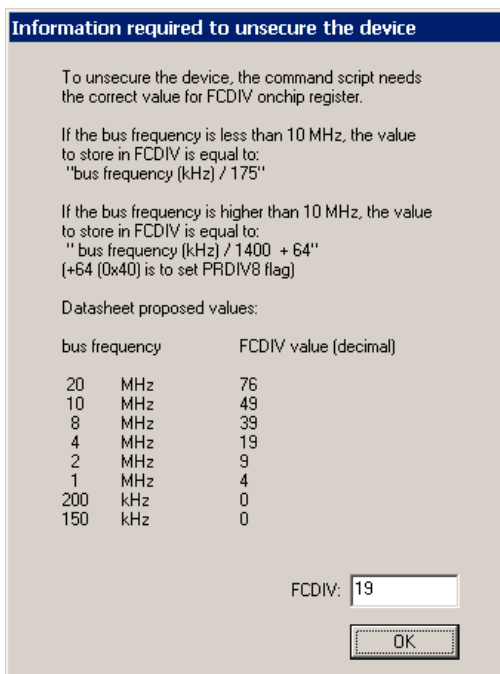 Information required to unsecure the device
To unsecure the device, the command script needs
the correct value for FCDIV onchip register.
If the bus frequency is less than 10 MHz, the value
to store in FCDIV is equal to:
"bus frequency (kHz) / 175"
If the bus frequency is higher than 10 MHz, the value
to store in FCDIV is equal to:
" bus frequency (kHz) / 1400 + 64"
(+64 (0x40) is to set PRDIV8 flag)
Datasheet proposed values:
bus frequency FCDIV value (decimal)
20 MHz 76
10 MHz 49
8 MHz 39
4 MHz 19
2 MHz 9
1 MHz 4
200 kHz 0
150 kHz 0
FCDIV: 19
OK